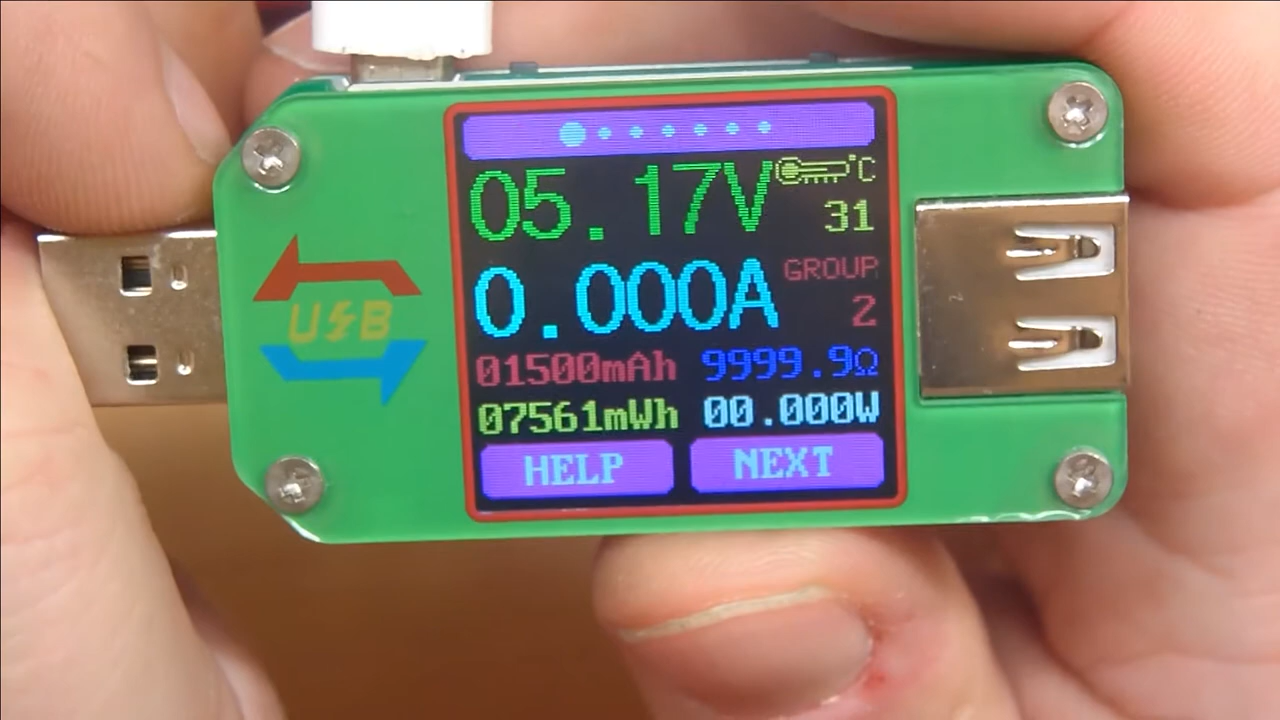 05.17V
°C
31
USB
0.000A
GROUP
2
01500mAh
9999.9Ω
07561mWh
00.000W
HELP
NEXT